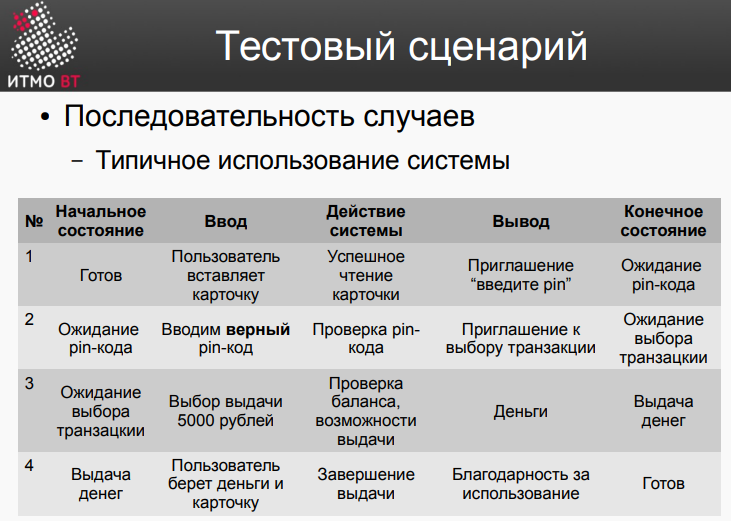 ИТМО ВТ
Тестовый сценарий
• Последовательность случаев
– Типичное использование системы
№ Начальное состояние Ввод Действие системы Вывод Конечное состояние
1 Готов Пользователь вставляет карточку Успешное чтение карточки Приглашение “введите pin” Ожидание pin-кода
2 Ожидание pin-кода Вводим верный pin-код Проверка pin-кода Приглашение к выбору транзакции Ожидание выбора транзацкии
3 Ожидание выбора транзацкии Выбор выдачи 5000 рублей Проверка баланса, возможности выдачи Деньги Выдача денег
4 Выдача денег Пользователь берет деньги и карточку Завершение выдачи Благодарность за использование Готов